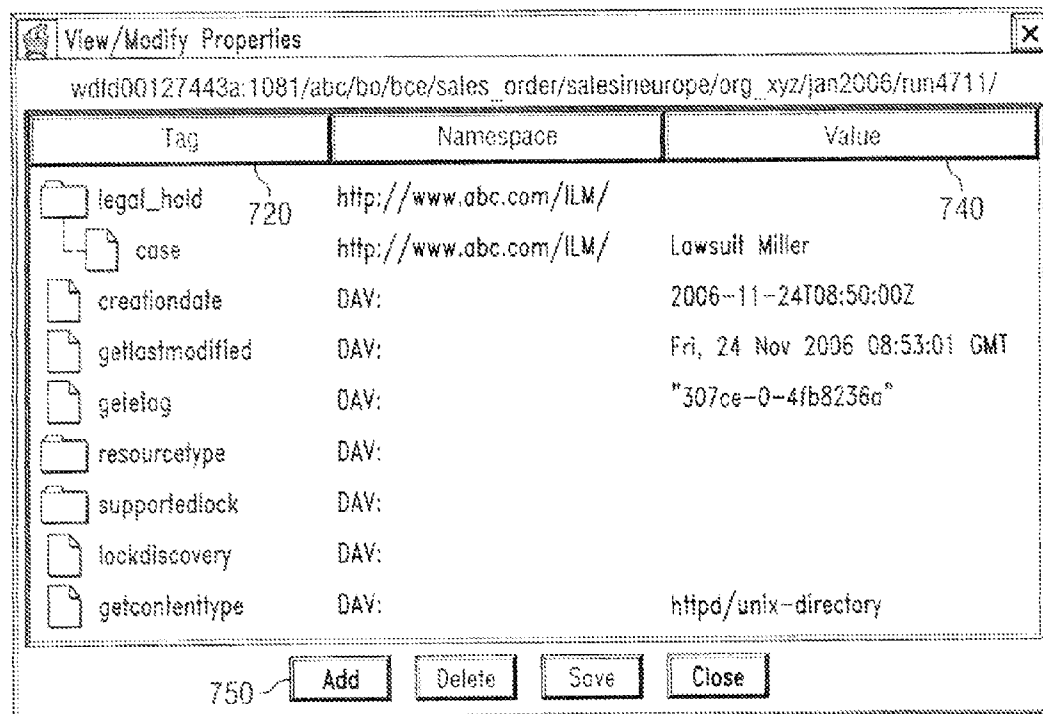 View/Modify Properties
wdfd00127443a:1081/abc/bo/bce/sales_order/salesineurope/org_xyz/jan2006/run4711/
Tag Namespace Value
720 740
legal_hold http://www.abc.com/ILM/
case http://www.abc.com/ILM/ Lawsuit Miller
creationdate DAV: 2006-11-24T08:50:00Z
getlastmodified DAV: Fri, 24 Nov 2006 08:53:01 GMT
getetag DAV: "307ce-0-4fb8236a"
resourcetype DAV:
supportedlock DAV:
lockdiscovery DAV:
getcontenttype DAV: httpd/unix-directory
750 Add Delete Save Close